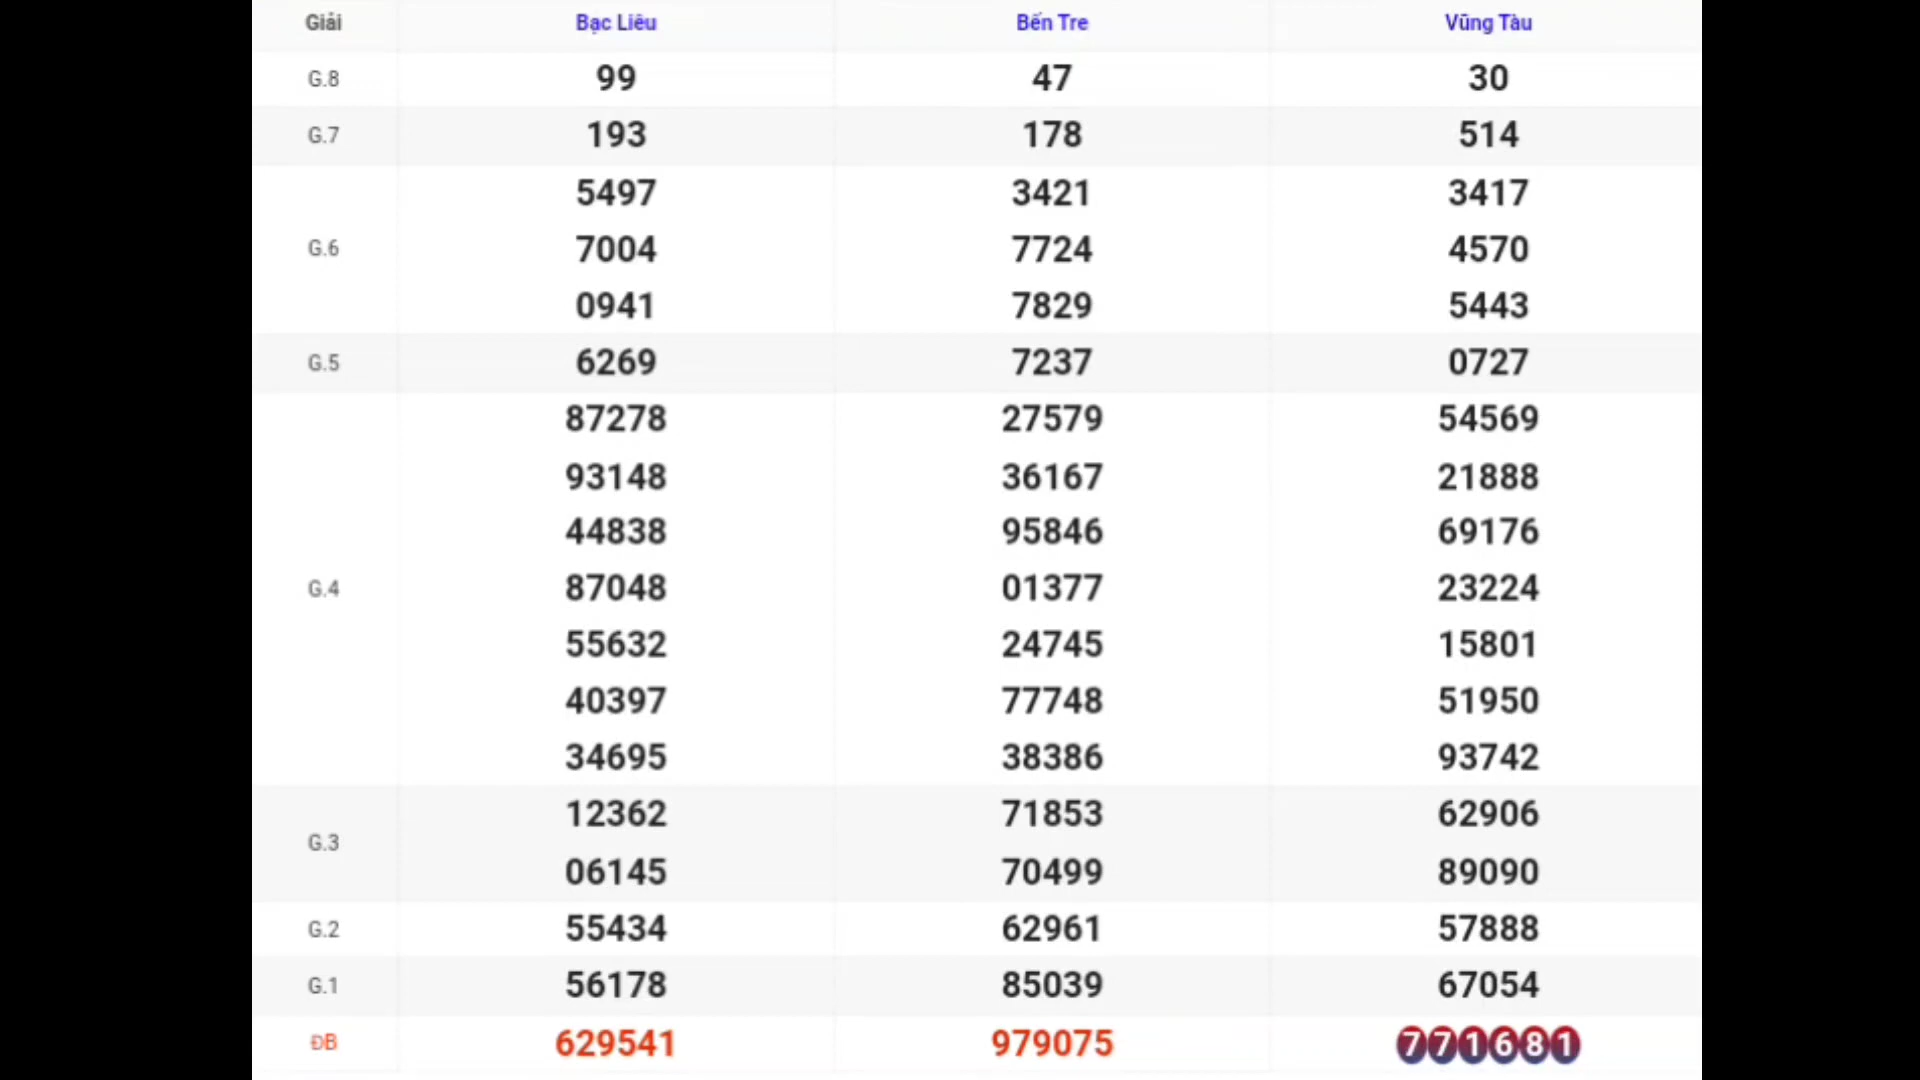 Giải Bạc Liêu Bến Tre Vũng Tàu
G.8 99 47 30
G.7 193 178 514
5497 3421 3417
G.6 7004 7724 4570
0941 7829 5443
G.5 6269 7237 0727
87278 27579 54569
93148 36167 21888
44838 95846 69176
G.4 87048 01377 23224
55632 24745 15801
40397 77748 51950
34695 38386 93742
12362 71853 62906
G.3
06145 70499 89090
G.2 55434 62961 57888
G.1 56178 85039 67054
ĐB 629541 979075 771681